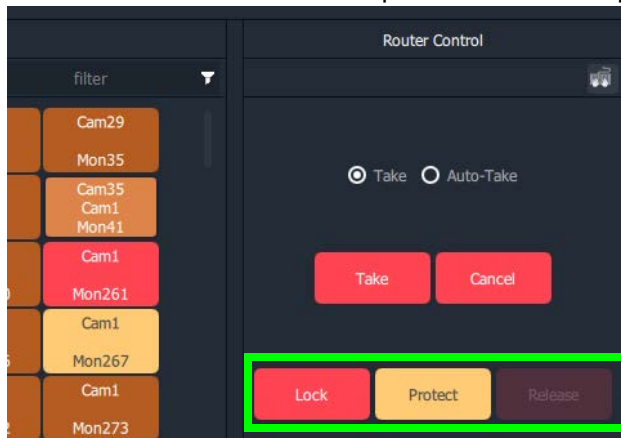 Router Control
filter
Cam29
Mon35
Cam35
Cam1
Mon41
Cam1
Mon261
Cam1
Mon267
Cam1
Mon273
Take Auto-Take
Take Cancel
Lock Protect Release